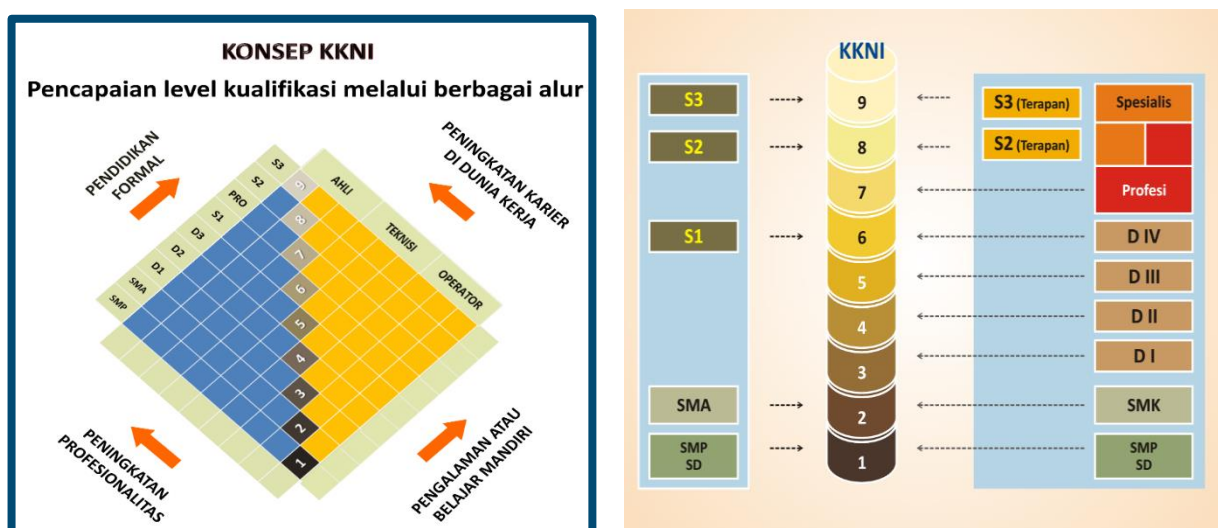 KONSEP KKNI
Pencapaian level kualifikasi melalui berbagai alur
PENDIDIKAN
FORMAL
PENINGKATAN KARIER
DI DUNIA KERJA
S3
S2
PRO
S1
D3
D2
D1
SMA
SMP
9
8
7
6
5
4
3
2
1
AHLI
TEKNISI
OPERATOR
PENINGKATAN
PROFESIONALITAS
PENGALAMAN ATAU
BELAJAR MANDIRI
KKNI
S3
S2
S1
SMA
SMP
SD
9
8
7
6
5
4
3
2
1
S3 (Terapan)
S2 (Terapan)
Spesialis
Profesi
D IV
D III
D II
D I
SMK
SMP
SD